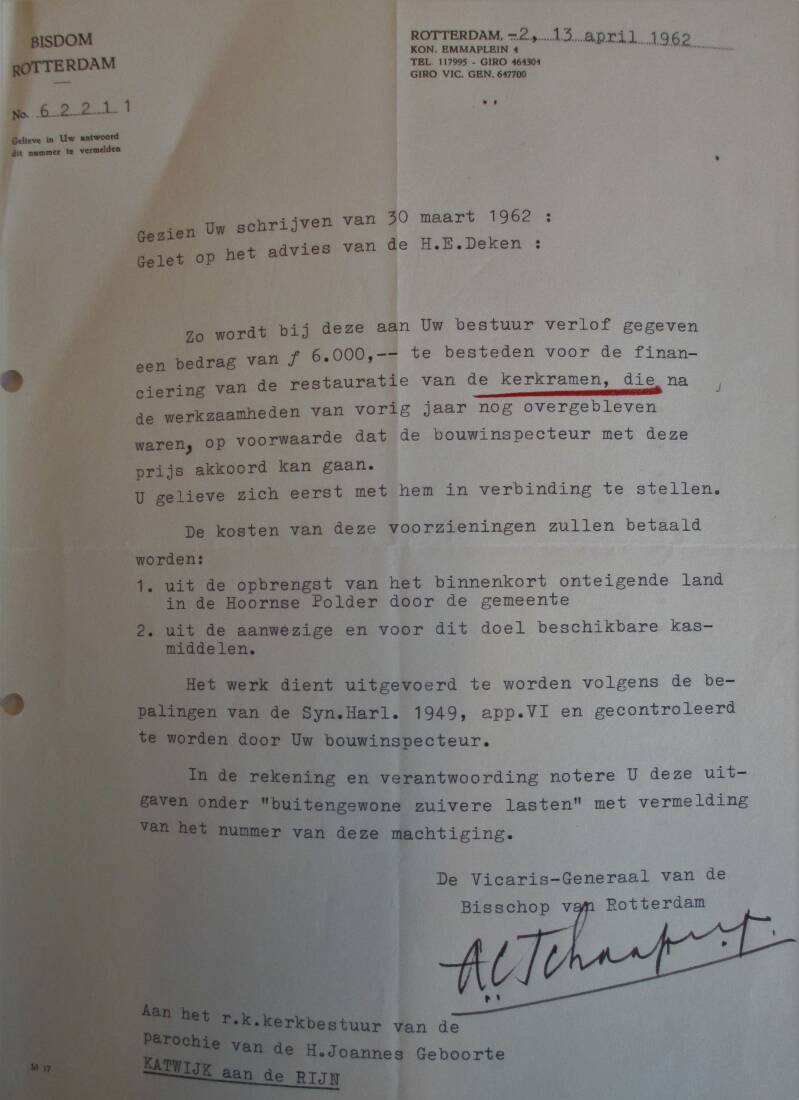 BISDOM
ROTTERDAM
No. 62211
Gelieve in Uw antwoord
dit nummer te vermelden
ROTTERDAM, -2, 13 april 1962
KON. EMMAPLEIN 4
TEL 117995 - GIRO 464304
GIRO VIC. GEN. 647700
Gezien Uw schrijven van 30 maart 1962 :
Gelet op het advies van de H.E.Deken :
Zo wordt bij deze aan Uw bestuur verlof gegeven
een bedrag van ƒ 6.000,-- te besteden voor de finan-
ciering van de restauratie van de kerkramen, die na
de werkzaamheden van vorig jaar nog overgebleven
waren, op voorwaarde dat de bouwinspecteur met deze
prijs akkoord kan gaan.
U gelieve zich eerst met hem in verbinding te stellen.
De kosten van deze voorzieningen zullen betaald
worden:
1. uit de opbrengst van het binnenkort onteigende land
in de Hoornse Polder door de gemeente
2. uit de aanwezige en voor dit doel beschikbare kas-
middelen.
Het werk dient uitgevoerd te worden volgens de be-
palingen van de Syn.Harl. 1949, app.VI en gecontroleerd
te worden door Uw bouwinspecteur.
In de rekening en verantwoording notere U deze uit-
gaven onder "buitengewone zuivere lasten" met vermelding
van het nummer van deze machtiging.
De Vicaris-Generaal van de
Bisschop van Rotterdam
Aan het r.k.kerkbestuur van de
parochie van de H.Joannes Geboorte
KATWIJK aan de RIJN
M 17